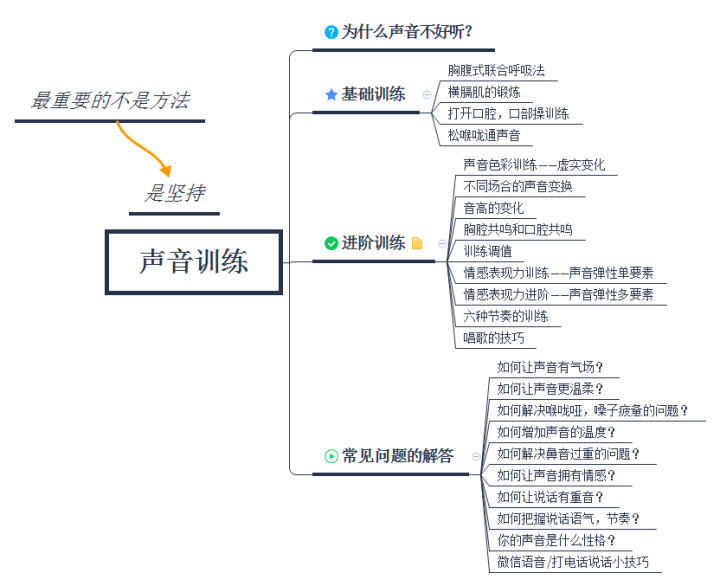 最重要的不是方法
是坚持
声音训练
为什么声音不好听？
基础训练
胸腹式联合呼吸法
横膈肌的锻炼
打开口腔，口部操训练
松喉咙通声音
进阶训练
声音色彩训练——虚实变化
不同场合的声音变换
音高的变化
胸腔共鸣和口腔共鸣
训练调值
情感表现力训练——声音弹性单要素
情感表现力进阶——声音弹性多要素
六种节奏的训练
唱歌的技巧
常见问题的解答
如何让声音有气场？
如何让声音更温柔？
如何解决喉咙哑，嗓子疲惫的问题？
如何增加声音的温度？
如何解决鼻音过重的问题？
如何让声音拥有情感？
如何让说话有重音？
如何把握说话语气，节奏？
你的声音是什么性格？
微信语音/打电话说话小技巧